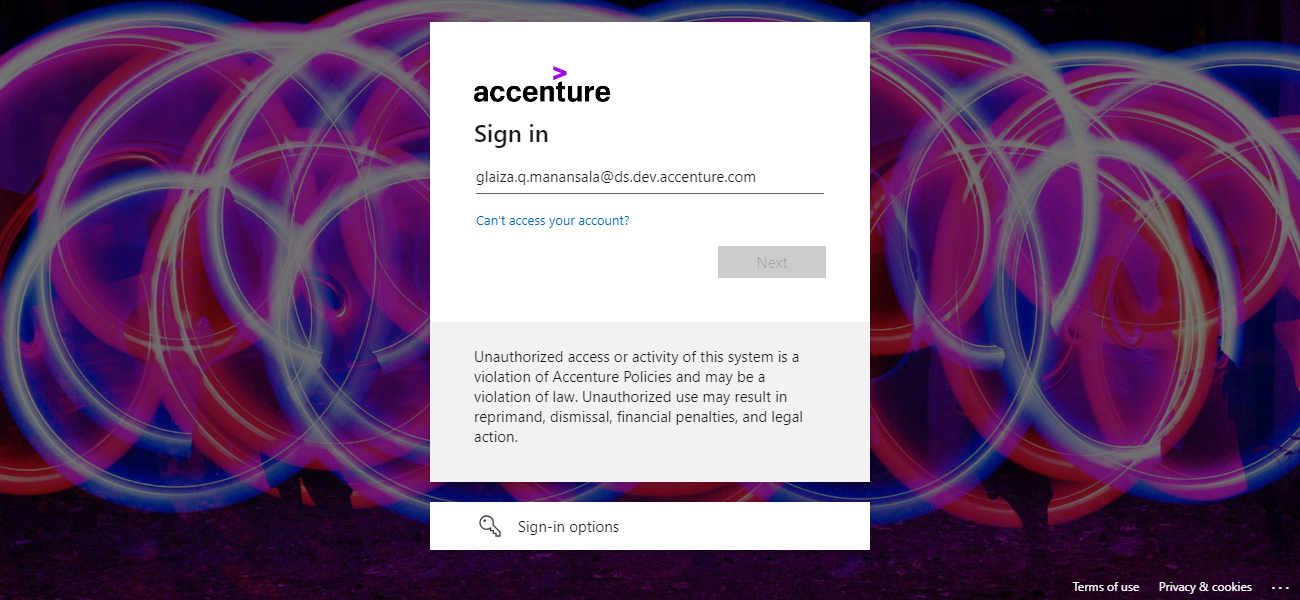 accenture
Sign in
glaiza.q.manansala@ds.dev.accenture.com
Can't access your account?
Next
Unauthorized access or activity of this system is a
violation of Accenture Policies and may be a
violation of law. Unauthorized use may result in
reprimand, dismissal, financial penalties, and legal
action.
Sign-in options
Terms of use Privacy & cookies ...